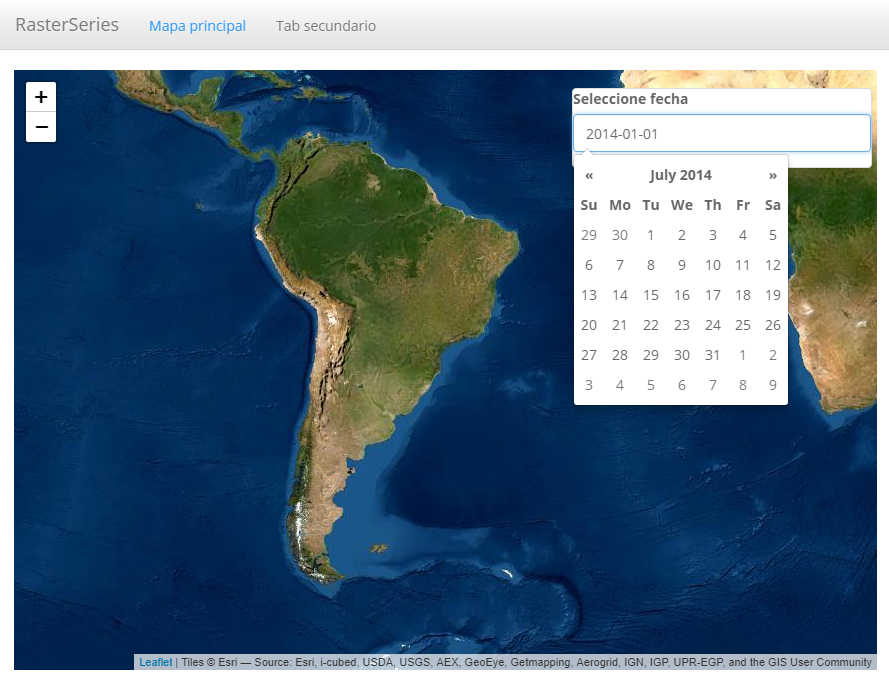 RasterSeries Mapa principal Tab secundario
+
−
Seleccione fecha
2014-01-01
« July 2014 »
Su Mo Tu We Th Fr Sa
29 30 1 2 3 4 5
6 7 8 9 10 11 12
13 14 15 16 17 18 19
20 21 22 23 24 25 26
27 28 29 30 31 1 2
3 4 5 6 7 8 9
Leaflet | Tiles © Esri — Source: Esri, i-cubed, USDA, USGS, AEX, GeoEye, Getmapping, Aerogrid, IGN, IGP, UPR-EGP, and the GIS User Community